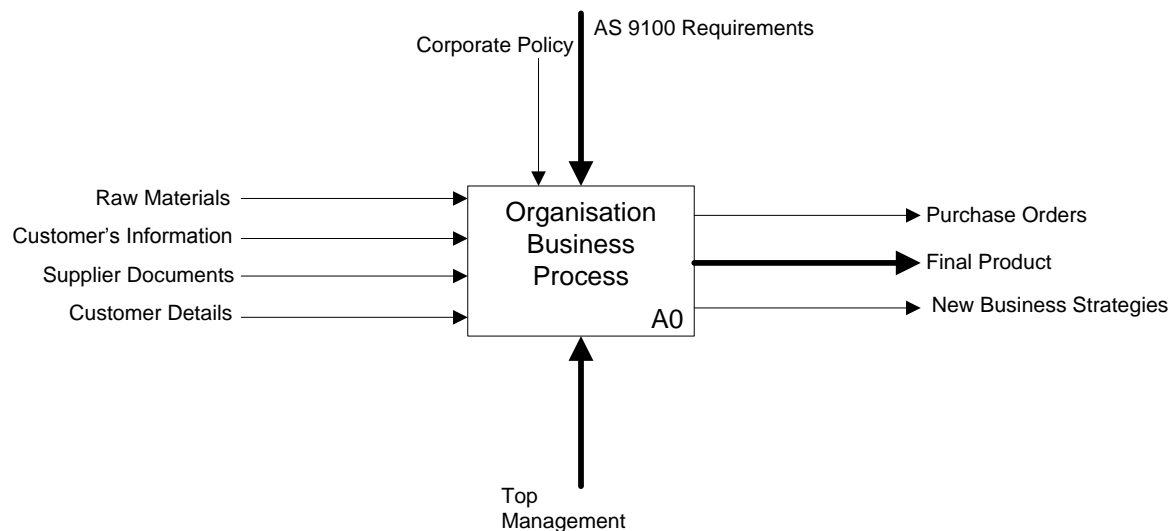 AS 9100 Requirements
Corporate Policy
Raw Materials
Customer’s Information
Supplier Documents
Customer Details
Organisation
Business
Process
A0
Purchase Orders
Final Product
New Business Strategies
Top
Management